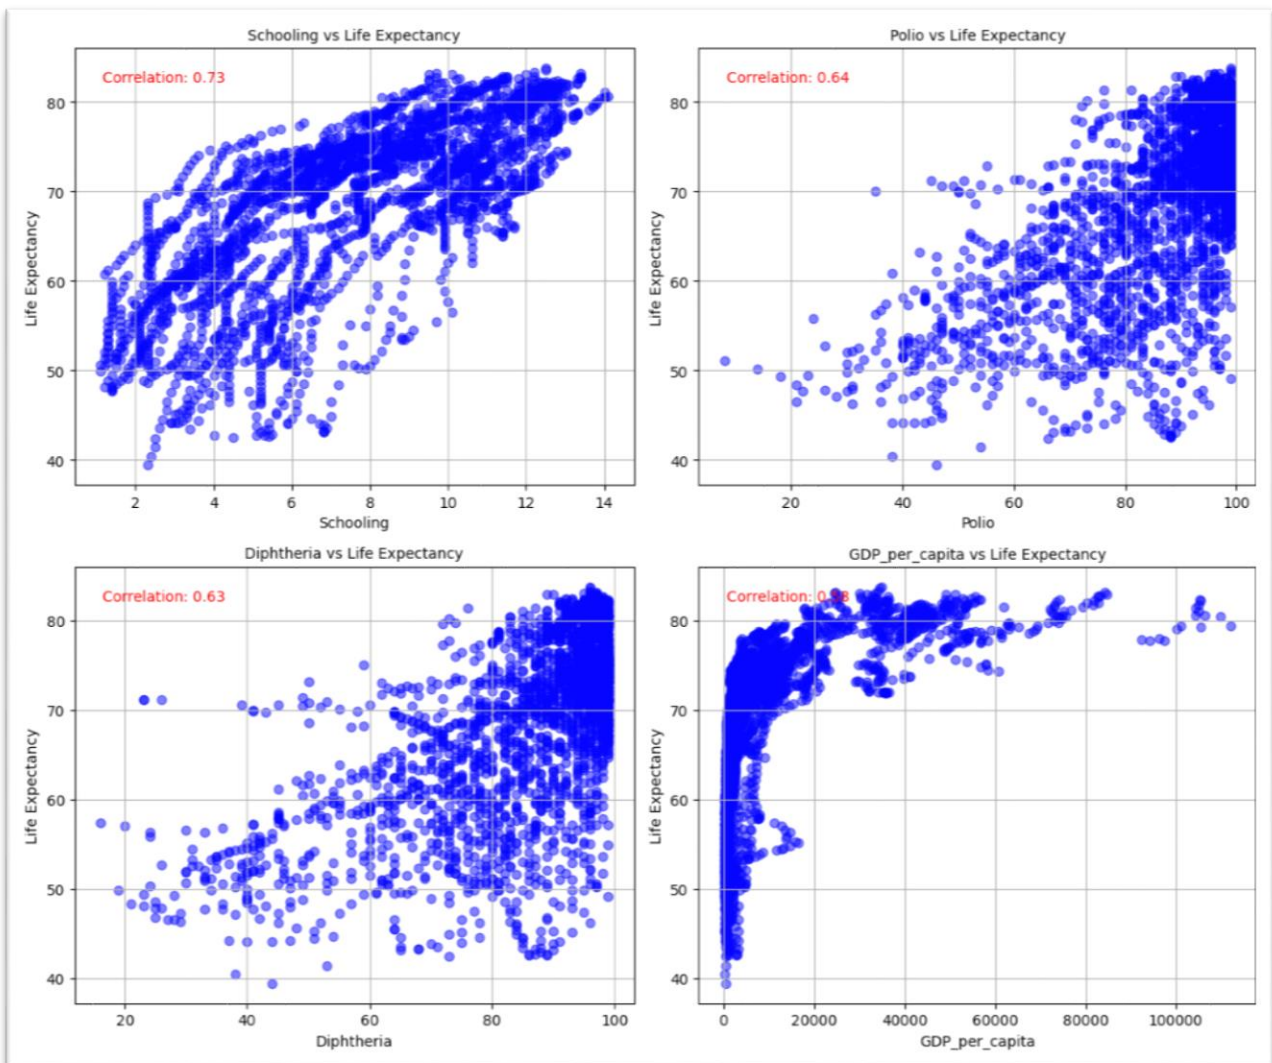 Schooling vs Life Expectancy
Correlation: 0.73
80
70
60
50
40
Life Expectancy
2 4 6 8 10 12 14
Schooling
Polio vs Life Expectancy
Correlation: 0.64
80
70
60
50
40
Life Expectancy
20 40 60 80 100
Polio
Diphtheria vs Life Expectancy
Correlation: 0.63
80
70
60
50
40
Life Expectancy
20 40 60 80 100
Diphtheria
GDP_per_capita vs Life Expectancy
Correlation:
80
70
60
50
40
Life Expectancy
0 20000 40000 60000 80000 100000
GDP_per_capita